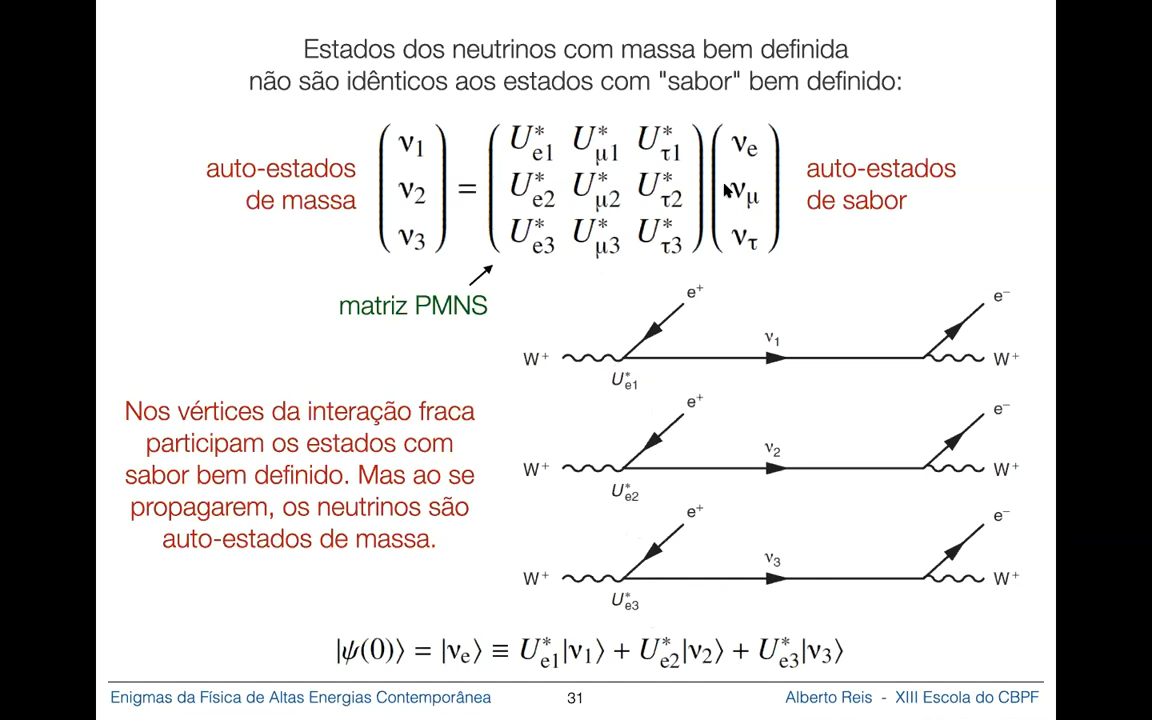 Estados dos neutrinos com massa bem definida
não são idênticos aos estados com "sabor" bem definido:
auto-estados
de massa
ν1
ν2
ν3
=
U*e1 U*μ1 U*τ1
U*e2 U*μ2 U*τ2
U*e3 U*μ3 U*τ3
νe
νμ
ντ
auto-estados
de sabor
matriz PMNS
e+
e−
ν1
W+
W+
U*e1
Nos vértices da interação fraca
participam os estados com
sabor bem definido. Mas ao se
propagarem, os neutrinos são
auto-estados de massa.
e+
e−
ν2
W+
W+
U*e2
e+
e−
ν3
W+
W+
U*e3
|ψ(0)⟩ = |νe⟩ ≡ U*e1|ν1⟩ + U*e2|ν2⟩ + U*e3|ν3⟩
Enigmas da Física de Altas Energias Contemporânea
31
Alberto Reis - XIII Escola do CBPF